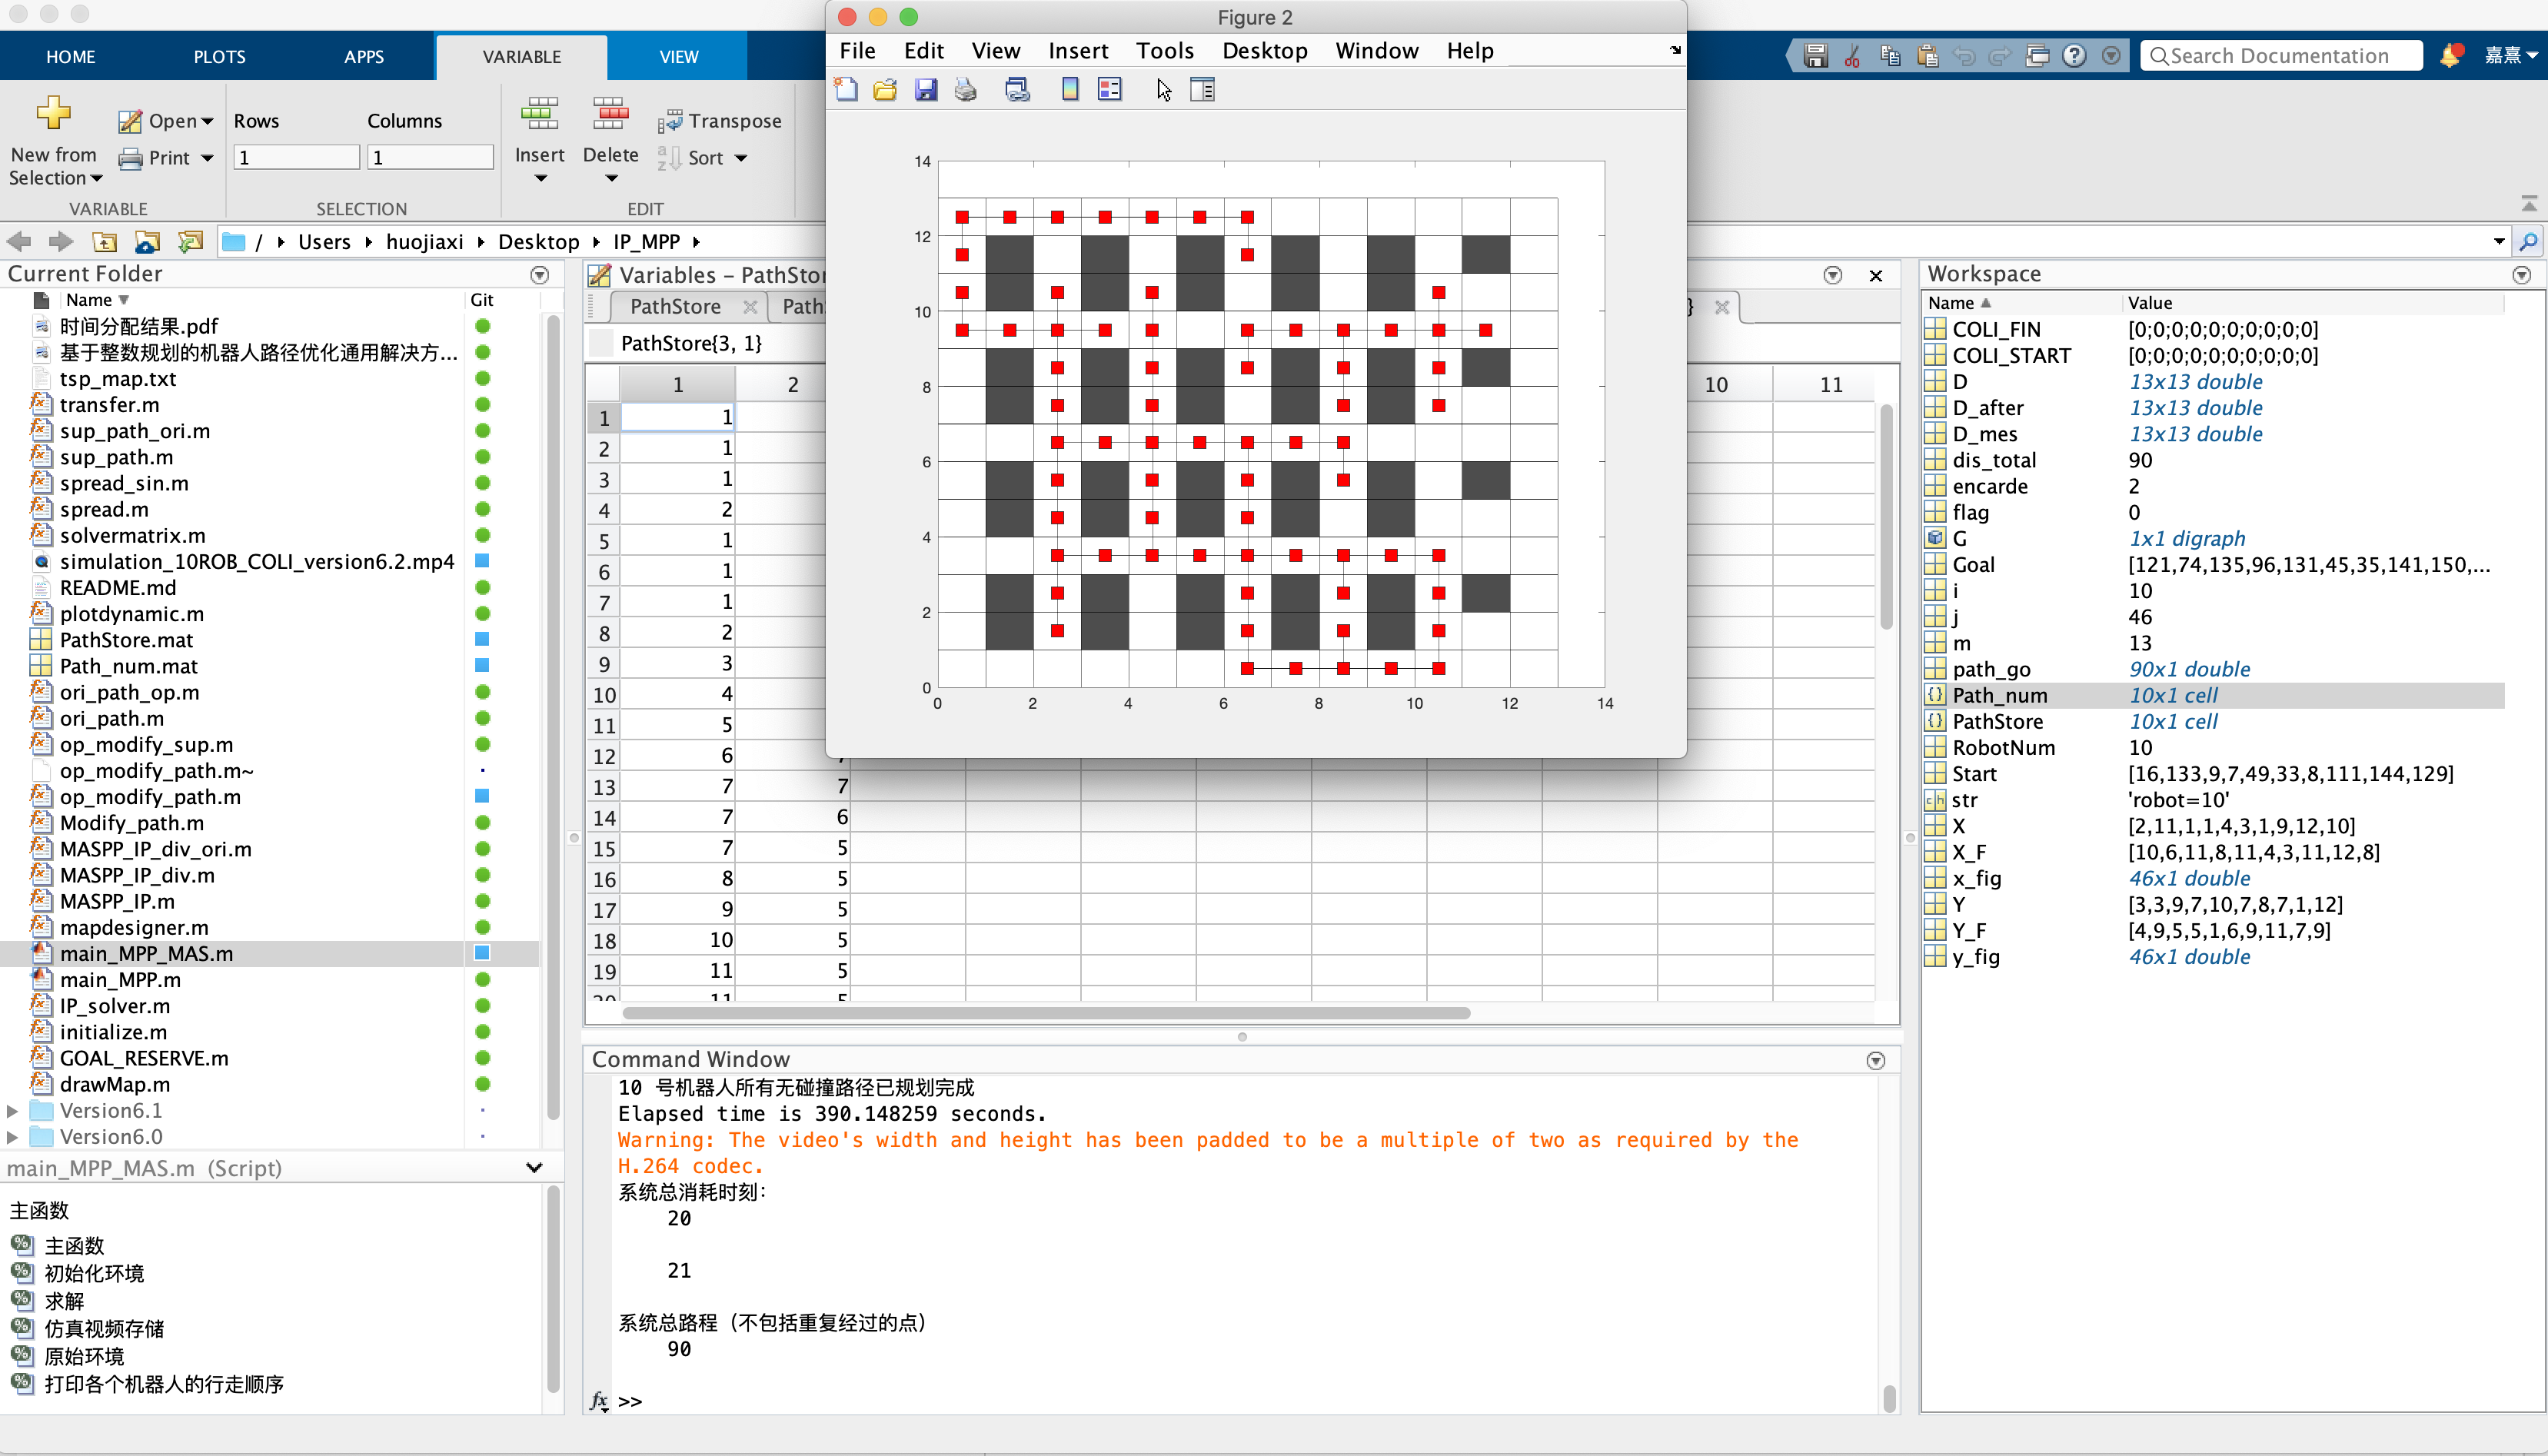 Figure 2
File Edit View Insert Tools Desktop Window Help
HOME PLOTS APPS VARIABLE VIEW
Search Documentation
嘉熹
New from Selection
Open
Print
Rows
1
Columns
1
Insert
Delete
Transpose
Sort
VARIABLE
SELECTION
EDIT
/ Users huojiaxi Desktop IP_MPP
Current Folder
Name Git
时间分配结果.pdf
基于整数规划的机器人路径优化通用解决方...
tsp_map.txt
transfer.m
sup_path_ori.m
sup_path.m
spread_sin.m
spread.m
solvermatrix.m
simulation_10ROB_COLI_version6.2.mp4
README.md
plotdynamic.m
PathStore.mat
Path_num.mat
ori_path_op.m
ori_path.m
op_modify_sup.m
op_modify_path.m~
op_modify_path.m
Modify_path.m
MASPP_IP_div_ori.m
MASPP_IP_div.m
MASPP_IP.m
mapdesigner.m
main_MPP_MAS.m
main_MPP.m
IP_solver.m
initialize.m
GOAL_RESERVE.m
drawMap.m
Version6.1
Version6.0
main_MPP_MAS.m (Script)
主函数
主函数
初始化环境
求解
仿真视频存储
原始环境
打印各个机器人的行走顺序
Variables - PathStor
PathStore
Path
}
PathStore{3, 1}
1 2 10 11
1 1
2 1
3 1
4 2
5 1
6 1
7 1
8 2
9 3
10 4
11 5
12 6
13 7 7
14 7 6
15 7 5
16 8 5
17 9 5
18 10 5
19 11 5
20 11 5
14
12
10
8
6
4
2
0
0 2 4 6 8 10 12 14
Command Window
10 号机器人所有无碰撞路径已规划完成
Elapsed time is 390.148259 seconds.
Warning: The video's width and height has been padded to be a multiple of two as required by the
H.264 codec.
系统总消耗时刻:
20
21
系统总路程（不包括重复经过的点）
90
fx >>
Workspace
Name Value
COLI_FIN [0;0;0;0;0;0;0;0;0;0]
COLI_START [0;0;0;0;0;0;0;0;0;0]
D 13x13 double
D_after 13x13 double
D_mes 13x13 double
dis_total 90
encarde 2
flag 0
G 1x1 digraph
Goal [121,74,135,96,131,45,35,141,150,...
i 10
j 46
m 13
path_go 90x1 double
Path_num 10x1 cell
PathStore 10x1 cell
RobotNum 10
Start [16,133,9,7,49,33,8,111,144,129]
str 'robot=10'
X [2,11,1,1,4,3,1,9,12,10]
X_F [10,6,11,8,11,4,3,11,12,8]
x_fig 46x1 double
Y [3,3,9,7,10,7,8,7,1,12]
Y_F [4,9,5,5,1,6,9,11,7,9]
y_fig 46x1 double